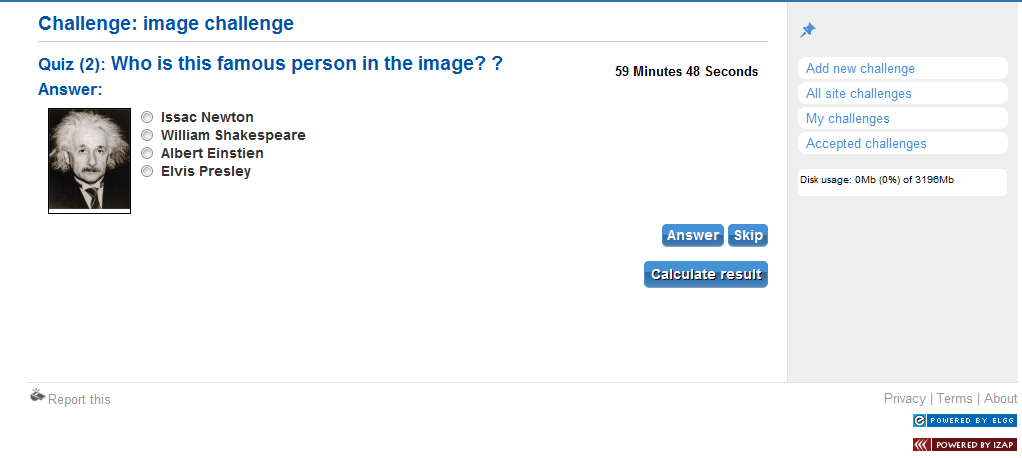 Challenge: image challenge
Quiz (2): Who is this famous person in the image? ?
59 Minutes 48 Seconds
Answer:
Issac Newton
William Shakespeare
Albert Einstien
Elvis Presley
Answer
Skip
Calculate result
Add new challenge
All site challenges
My challenges
Accepted challenges
Disk usage: 0Mb (0%) of 3196Mb
Report this
Privacy | Terms | About
POWERED BY ELGG
POWERED BY IZAP